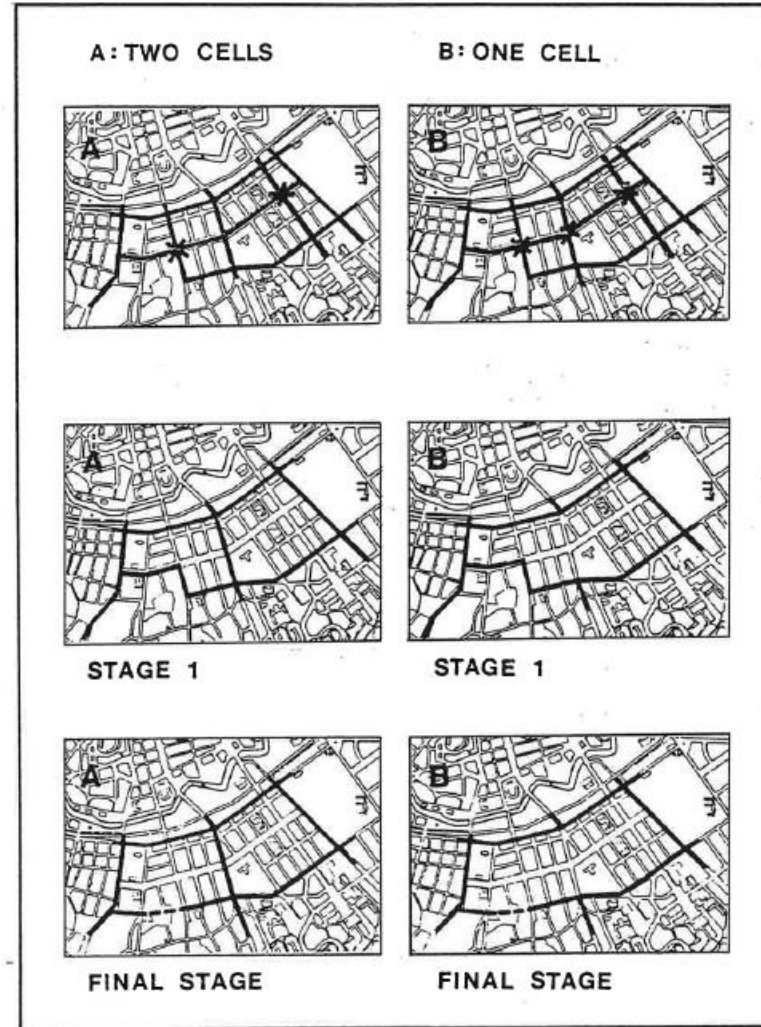 A: TWO CELLS
B: ONE CELL
A
B
A
B
STAGE 1
STAGE 1
A
B
FINAL STAGE
FINAL STAGE